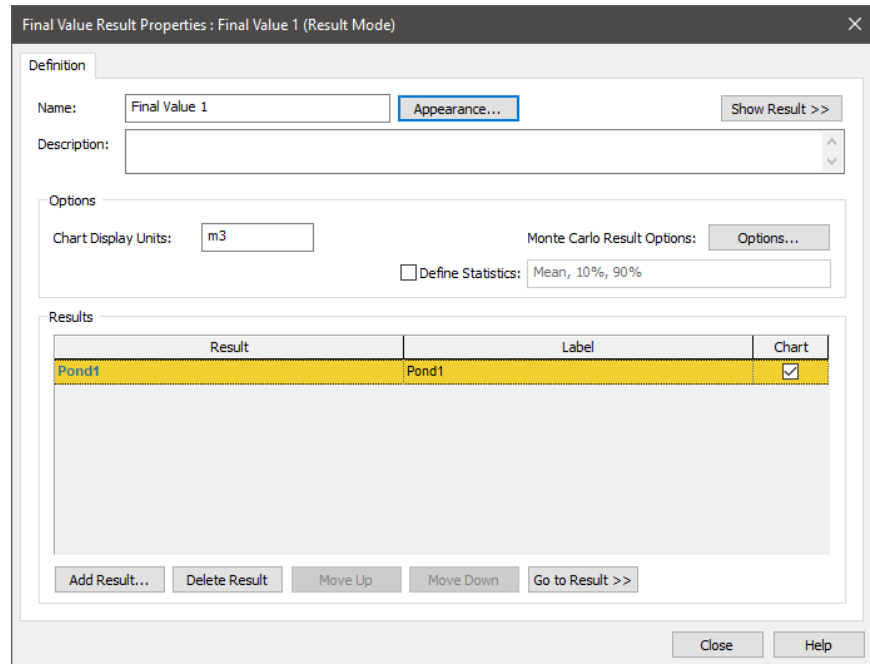 Final Value Result Properties : Final Value 1 (Result Mode)
Definition
Name: Final Value 1 Appearance... Show Result >>
Description:
Options
Chart Display Units: m3 Monte Carlo Result Options: Options...
Define Statistics: Mean, 10%, 90%
Results
Result Label Chart
Pond1 Pond1
Add Result... Delete Result Move Up Move Down Go to Result >>
Close Help